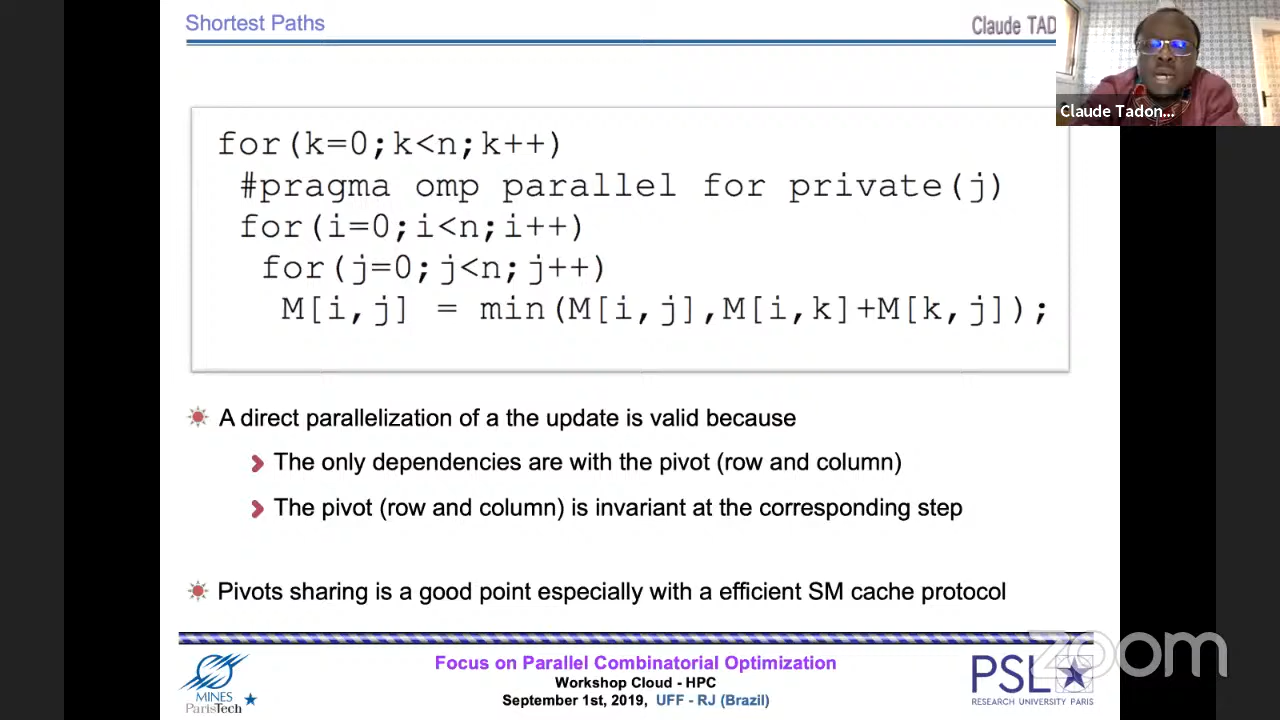 Shortest Paths
Claude TAD
Claude Tadon...
for(k=0;k<n;k++)
#pragma omp parallel for private(j)
for(i=0;i<n;i++)
for(j=0;j<n;j++)
M[i,j] = min(M[i,j],M[i,k]+M[k,j]);
A direct parallelization of a the update is valid because
The only dependencies are with the pivot (row and column)
The pivot (row and column) is invariant at the corresponding step
Pivots sharing is a good point especially with a efficient SM cache protocol
Focus on Parallel Combinatorial Optimization
Workshop Cloud - HPC
September 1st, 2019, UFF - RJ (Brazil)
MINES
ParisTech
PSL
RESEARCH UNIVERSITY PARIS
zoom